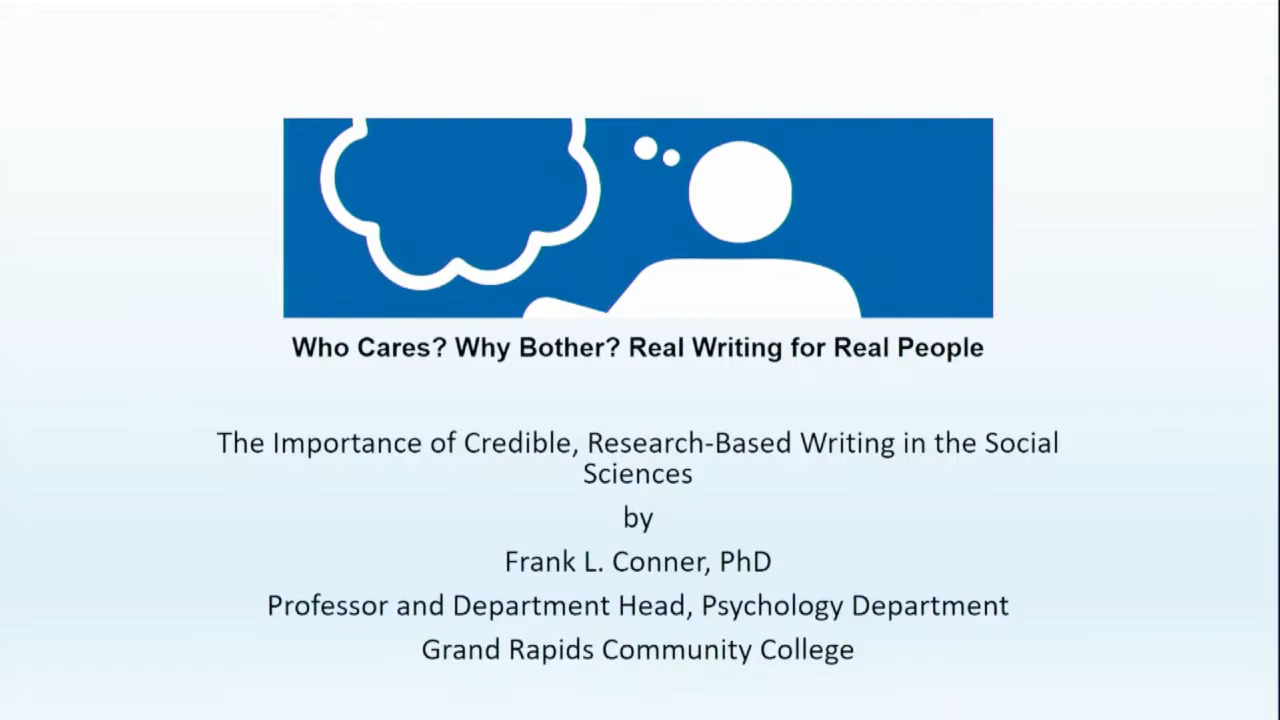 Who Cares? Why Bother? Real Writing for Real People
The Importance of Credible, Research-Based Writing in the Social
Sciences
by
Frank L. Conner, PhD
Professor and Department Head, Psychology Department
Grand Rapids Community College